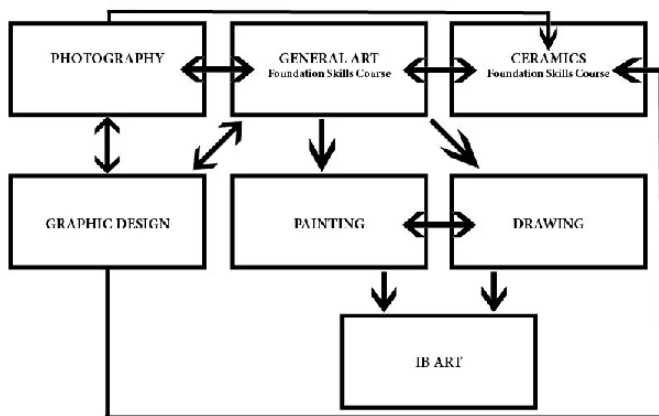 PHOTOGRAPHY
GENERAL ART
Foundation Skills Course
CERAMICS
Foundation Skills Course
GRAPHIC DESIGN
PAINTING
DRAWING
IB ART